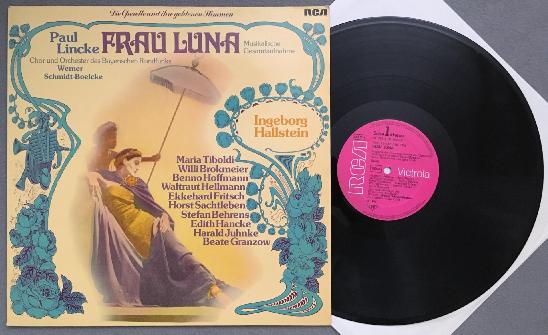 Die Operette und ihre goldenen Stimmen
RCA
Paul
Lincke
FRAU LUNA
Musikalische
Gesamtaufnahme
Chor und Orchester des Bayerischen Rundfunks
Werner
Schmidt-Boelcke
Ingeborg
Hallstein
Maria Tiboldi
Willi Brokmeier
Benno Hoffmann
Waltraut Hellmann
Ekkehard Fritsch
Horst Sachtleben
Stefan Behrens
Edith Hancke
Harald Juhnke
Beate Granzow
RCA
Victrola